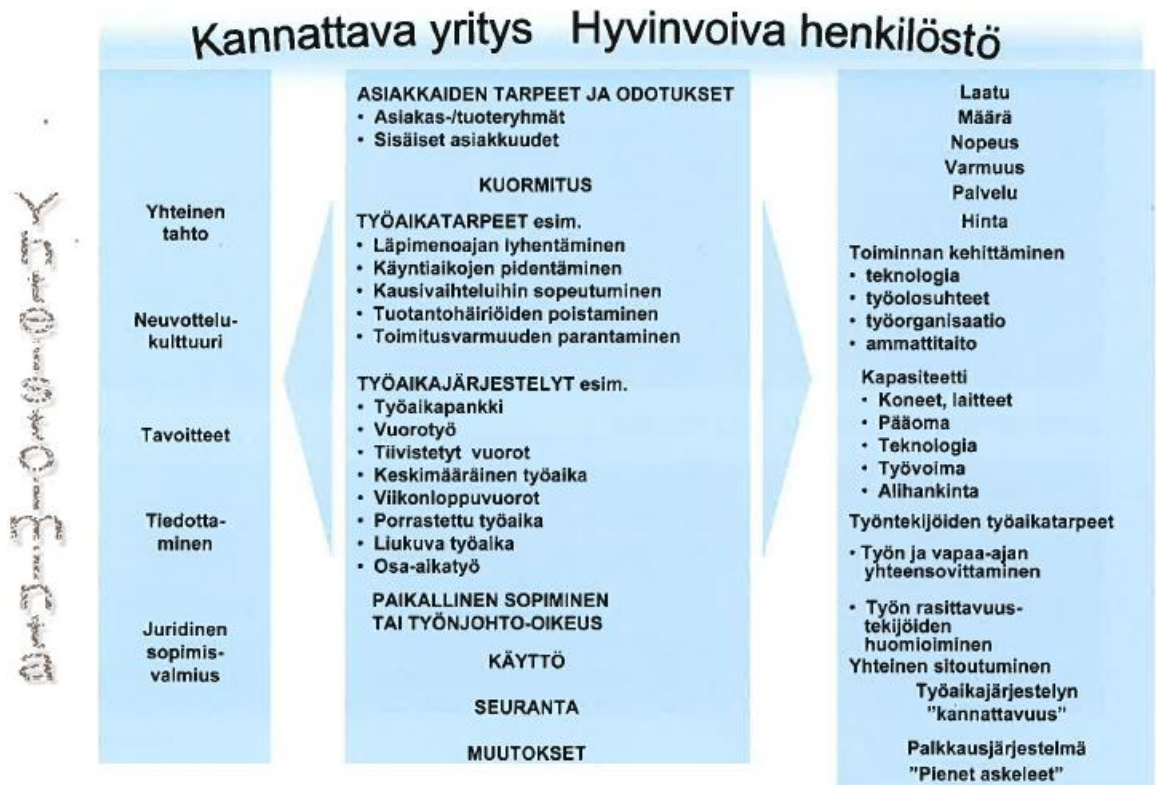 Kannattava yritys Hyvinvoiva henkilöstö
Yhteinen
tahto
Neuvottelu-
kulttuuri
Tavoitteet
Tiedotta-
minen
Juridinen
sopimis-
valmius
ASIAKKAIDEN TARPEET JA ODOTUKSET
• Asiakas-/tuoteryhmät
• Sisäiset asiakkuudet
KUORMITUS
TYÖAIKATARPEET esim.
• Läpimenoajan lyhentäminen
• Käyntiaikojen pidentäminen
• Kausivaihteluihin sopeutuminen
• Tuotantohäiriöiden poistaminen
• Toimitusvarmuuden parantaminen
TYÖAIKAJÄRJESTELYT esim.
• Työaikapankki
• Vuorotyö
• Tiivistetyt vuorot
• Keskimääräinen työaika
• Viikonloppuvuorot
• Porrastettu työaika
• Liukuva työaika
• Osa-aikatyö
PAIKALLINEN SOPIMINEN
TAI TYÖNJOHTO-OIKEUS
KÄYTTÖ
SEURANTA
MUUTOKSET
Laatu
Määrä
Nopeus
Varmuus
Palvelu
Hinta
Toiminnan kehittäminen
• teknologia
• työolosuhteet
• työorganisaatio
• ammattitaito
Kapasiteetti
• Koneet, laitteet
• Pääoma
• Teknologia
• Työvoima
• Alihankinta
Työntekijöiden työaikatarpeet
• Työn ja vapaa-ajan
yhteensovittaminen
• Työn rasittavuus-
tekijöiden
huomioiminen
Yhteinen sitoutuminen
Työaikajärjestelyn
”kannattavuus”
Palkkausjärjestelmä
”Pienet askeleet”